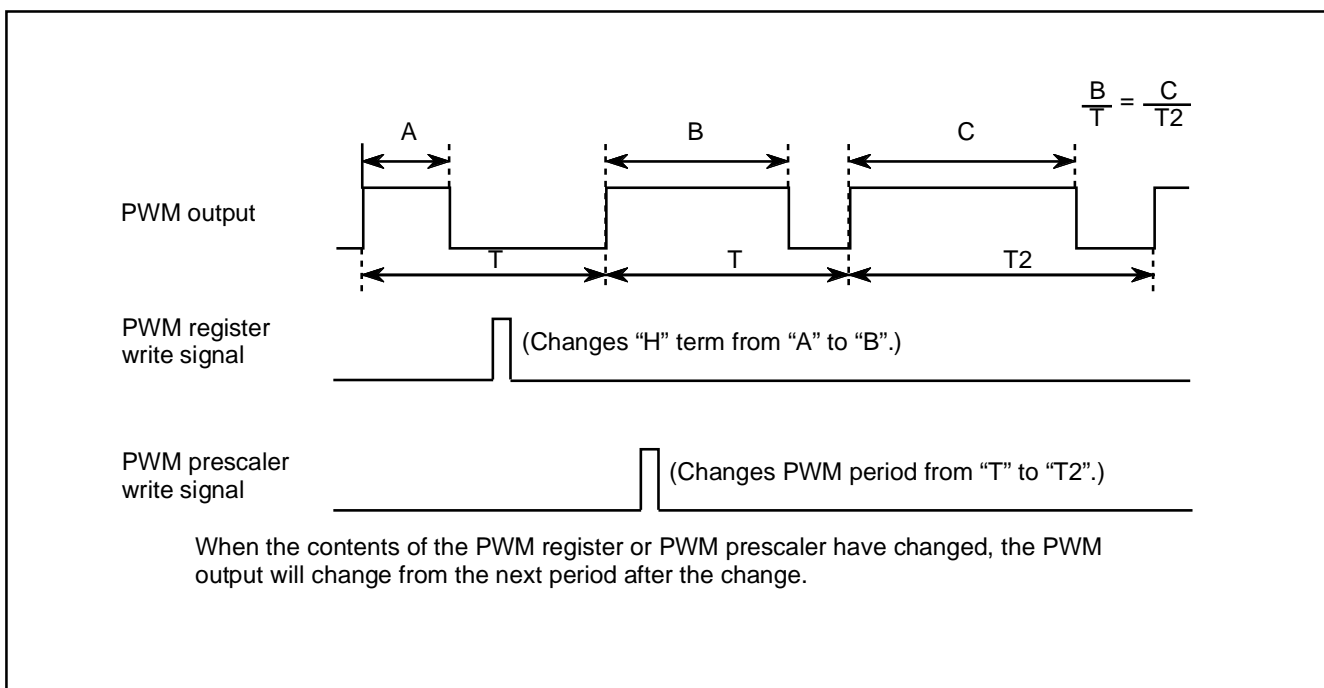 B = C
T T2
A B C
PWM output
T T T2
PWM register
write signal
(Changes “H” term from “A” to “B”.)
PWM prescaler
write signal
(Changes PWM period from “T” to “T2”.)
When the contents of the PWM register or PWM prescaler have changed, the PWM
output will change from the next period after the change.